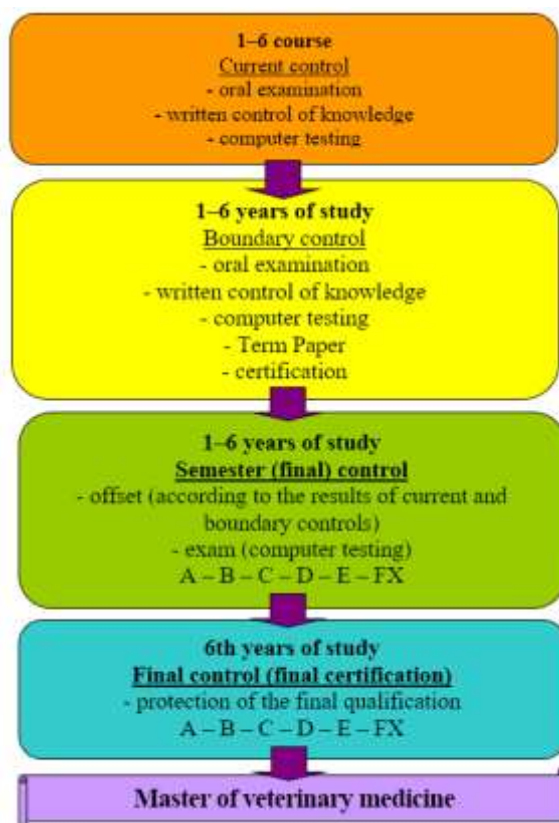 1–6 course
Current control
- oral examination
- written control of knowledge
- computer testing
1–6 years of study
Boundary control
- oral examination
- written control of knowledge
- computer testing
- Term Paper
- certification
1–6 years of study
Semester (final) control
- offset (according to the results of current and
boundary controls)
- exam (computer testing)
A – B – C – D – E – FX
6th years of study
Final control (final certification)
- protection of the final qualification
A – B – C – D – E – FX
Master of veterinary medicine